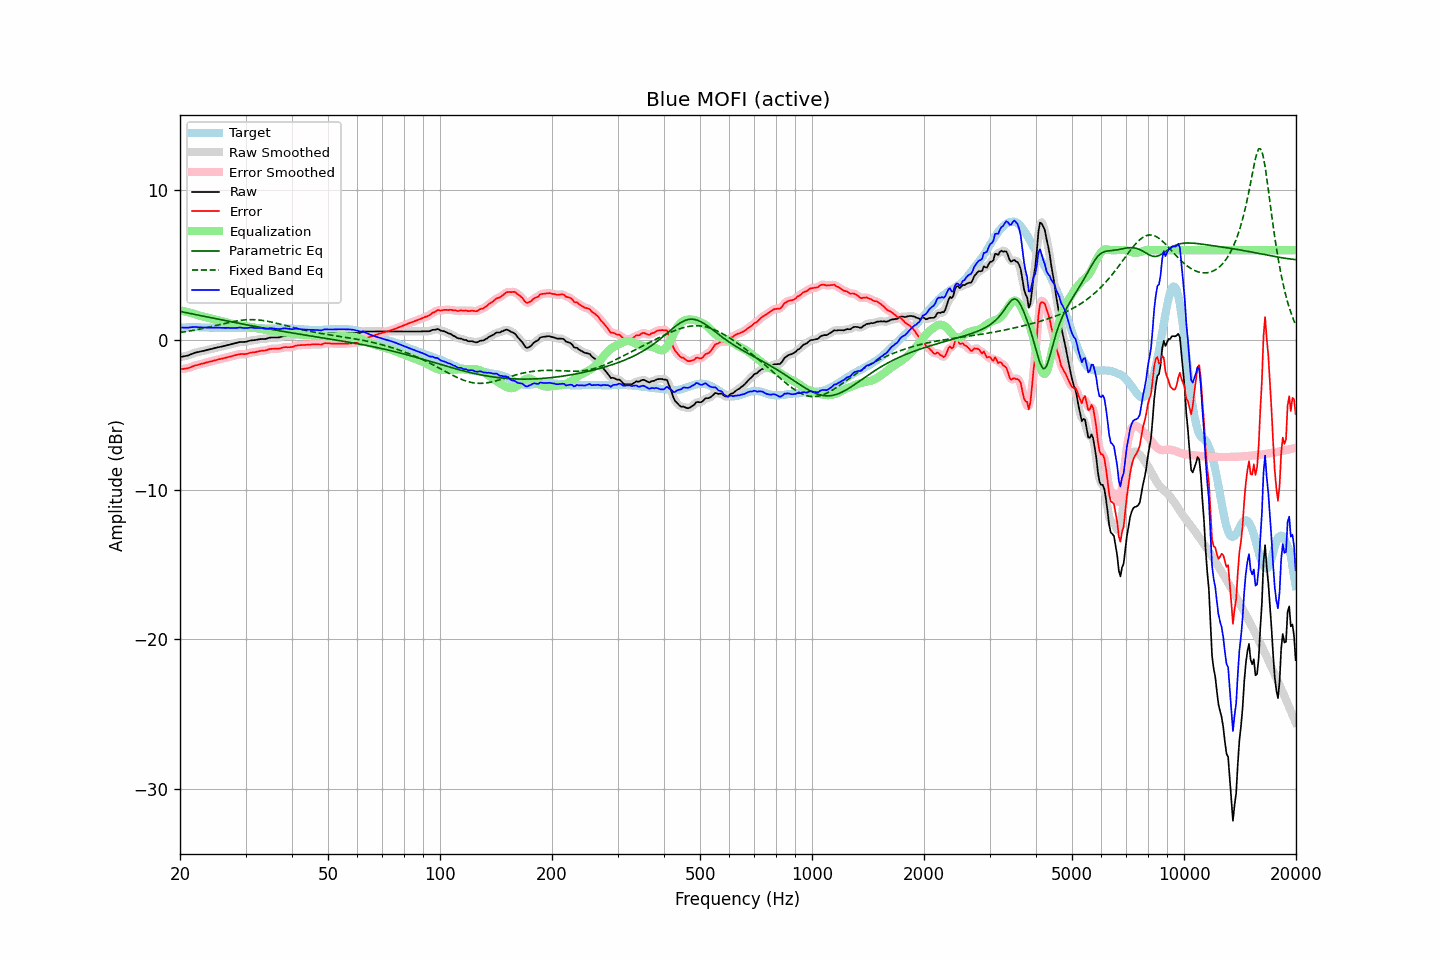 Blue MOFI (active)
Target
Raw Smoothed
Error Smoothed
Raw
Error
Equalization
Parametric Eq
Fixed Band Eq
Equalized
10
0
−10
−20
−30
Amplitude (dBr)
20 50 100 200 500 1000 2000 5000 10000 20000
Frequency (Hz)